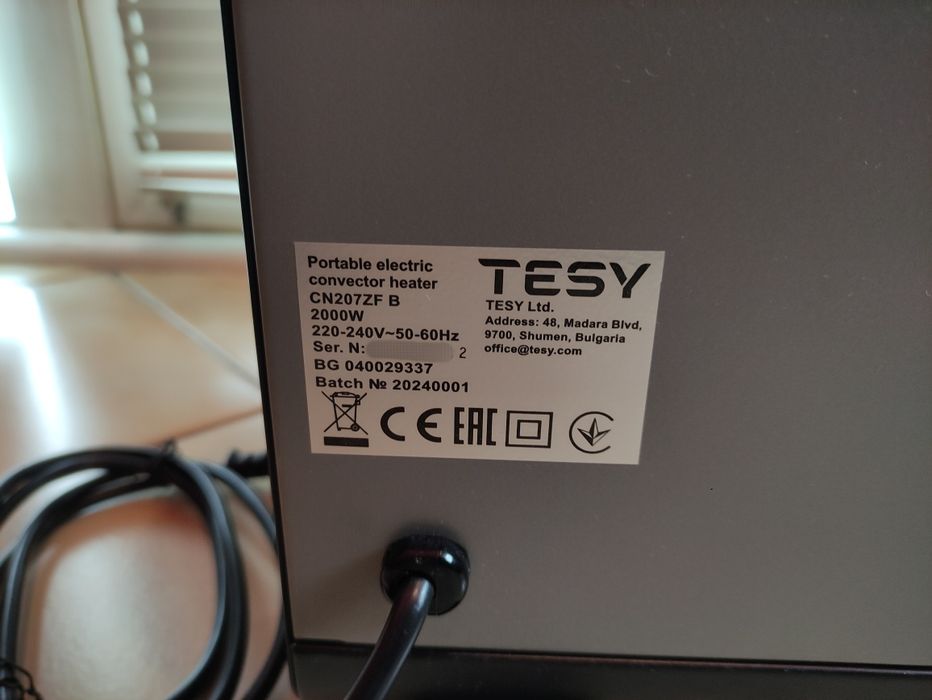 Portable electric
convector heater
CN207ZF B
2000W
220-240V~50-60Hz
Ser. N: 2
BG 040029337
Batch № 20240001
TESY
TESY Ltd.
Address: 48, Madara Blvd,
9700, Shumen, Bulgaria
office@tesy.com
CE EAC